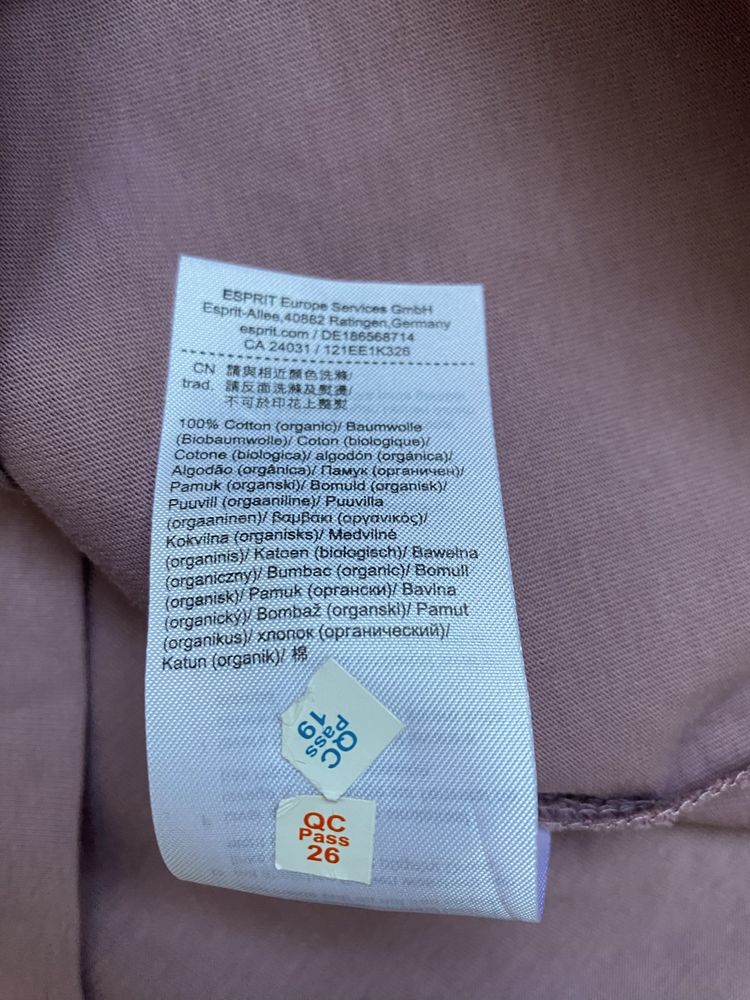 ESPRIT Europe Services GmbH
Esprit-Allee,40882 Ratingen,Germany
esprit.com / DE186568714
CA 24031 / 121EE1K326
CN 請與相近顏色洗滌/
trad. 請反面洗滌及熨燙/
不可於印花上整熨
100% Cotton (organic)/ Baumwolle
(Biobaumwolle)/ Coton (biologique)/
Cotone (biologica)/ algodón (orgánica)/
Algodão (orgânica)/ Памук (органичен)/
Pamuk (organski)/ Bomuld (organisk)/
Puuvill (orgaaniline)/ Puuvilla
(orgaaninen)/ βαμβάκι (οργανικός)/
Kokvilna (organisks)/ Medvilnė
(organinis)/ Katoen (biologisch)/ Bawełna
(organiczny)/ Bumbac (organic)/ Bomull
(organisk)/ Pamuk (органски)/ Bavlna
(organický)/ Bombaž (organski)/ Pamut
(organikus)/ хлопок (органический)/
Katun (organik)/ 棉
QC
Pass
19
QC
Pass
26